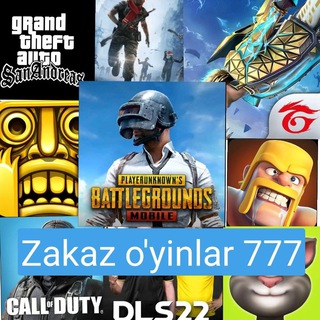 grand
theft
auto
San Andreas
PLAYERUNKNOWN'S
BATTLEGROUNDS
MOBILE
Zakaz o'yinlar 777
CALL OF DUTY
DLS22